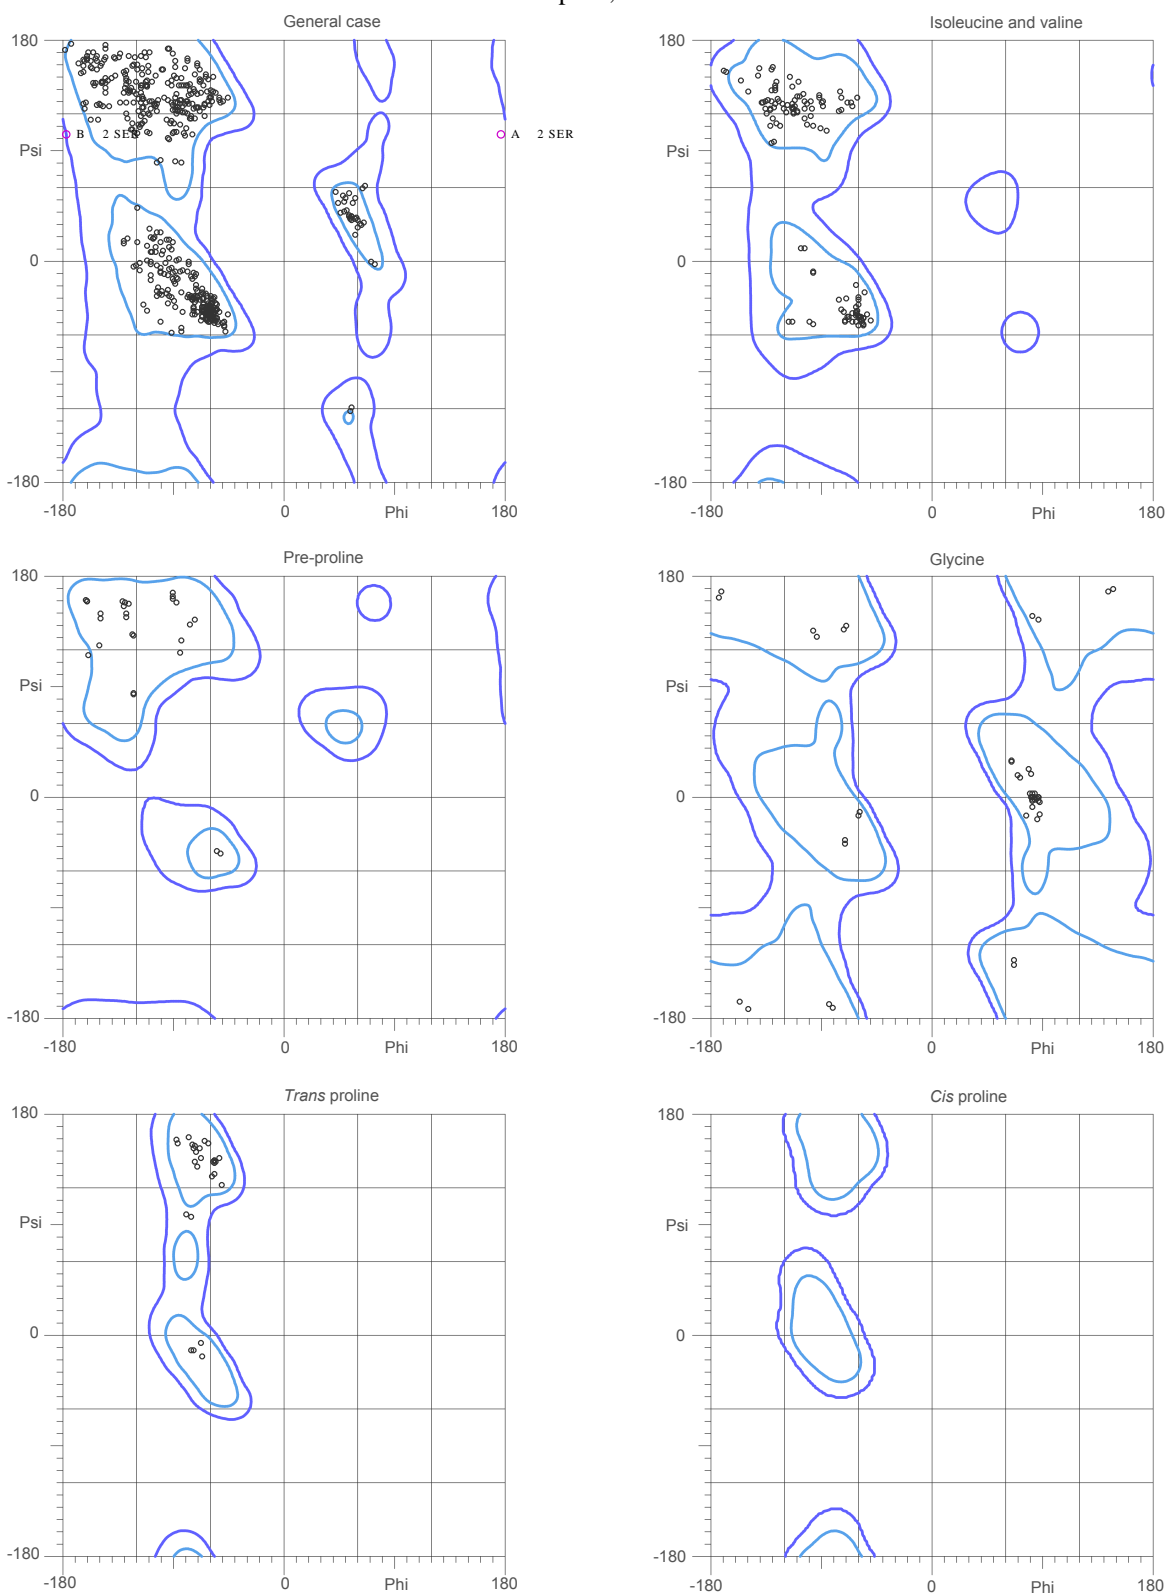 General case
Isoleucine and valine
180
180
B 2 SER
A 2 SER
Psi
Psi
0
0
-180
-180
-180
0
Phi
180
-180
0
Phi
180
Pre-proline
Glycine
180
180
Psi
Psi
0
0
-180
-180
-180
0
Phi
180
-180
0
Phi
180
Trans proline
Cis proline
180
180
Psi
Psi
0
0
-180
-180
-180
0
Phi
180
-180
0
Phi
180